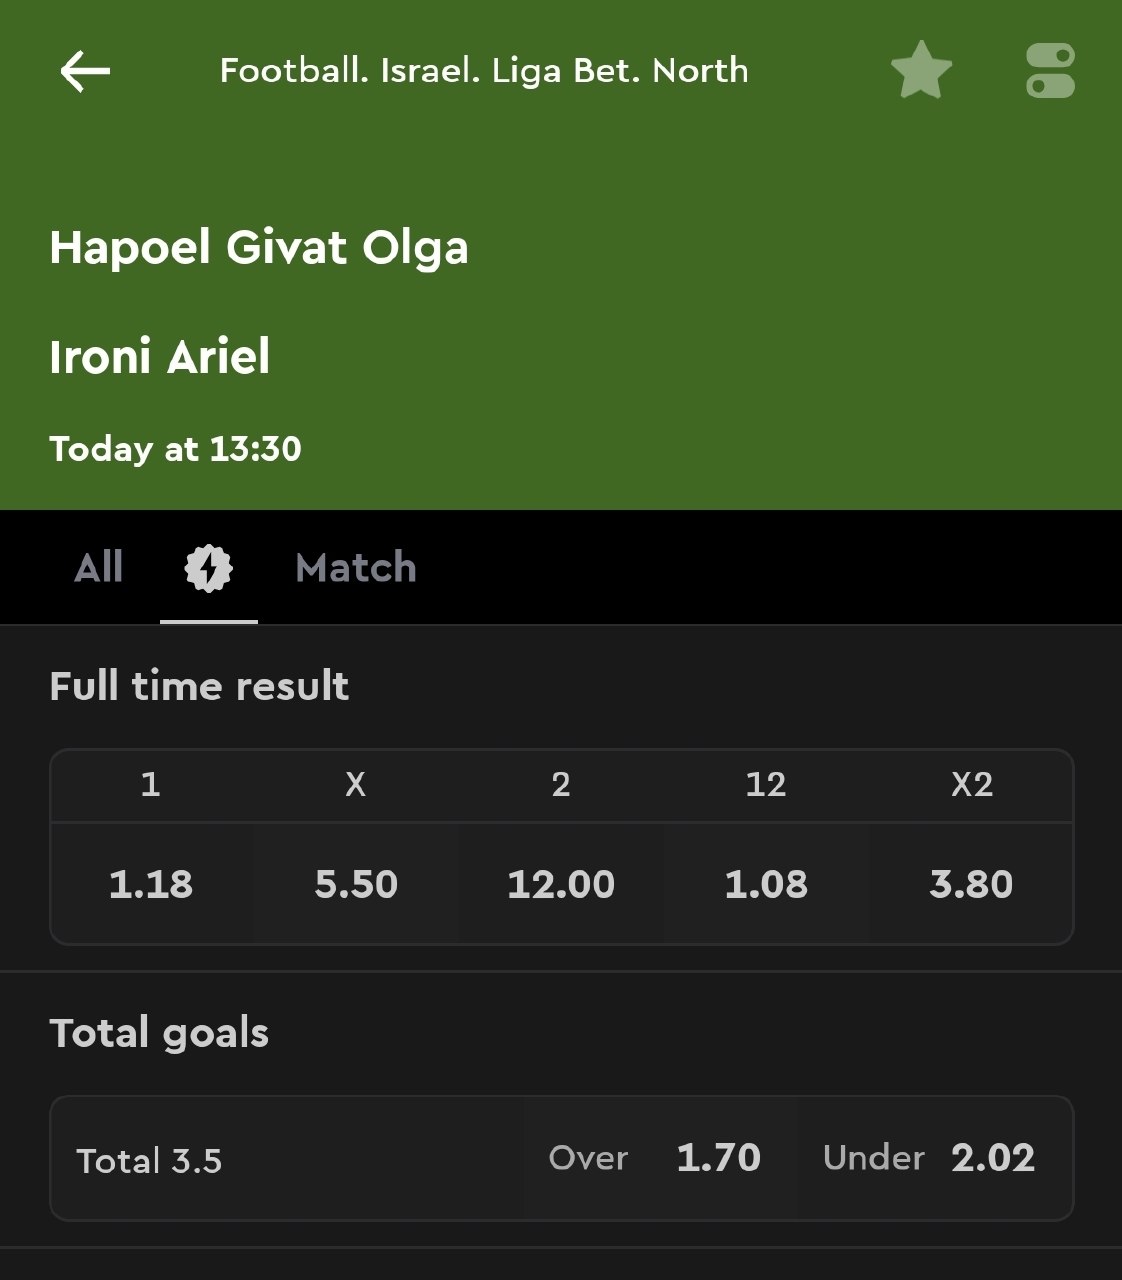 Football. Israel. Liga Bet. North
Hapoel Givat Olga
Ironi Ariel
Today at 13:30
All Match
Full time result
1 X 2 12 X2
1.18 5.50 12.00 1.08 3.80
Total goals
Total 3.5 Over 1.70 Under 2.02